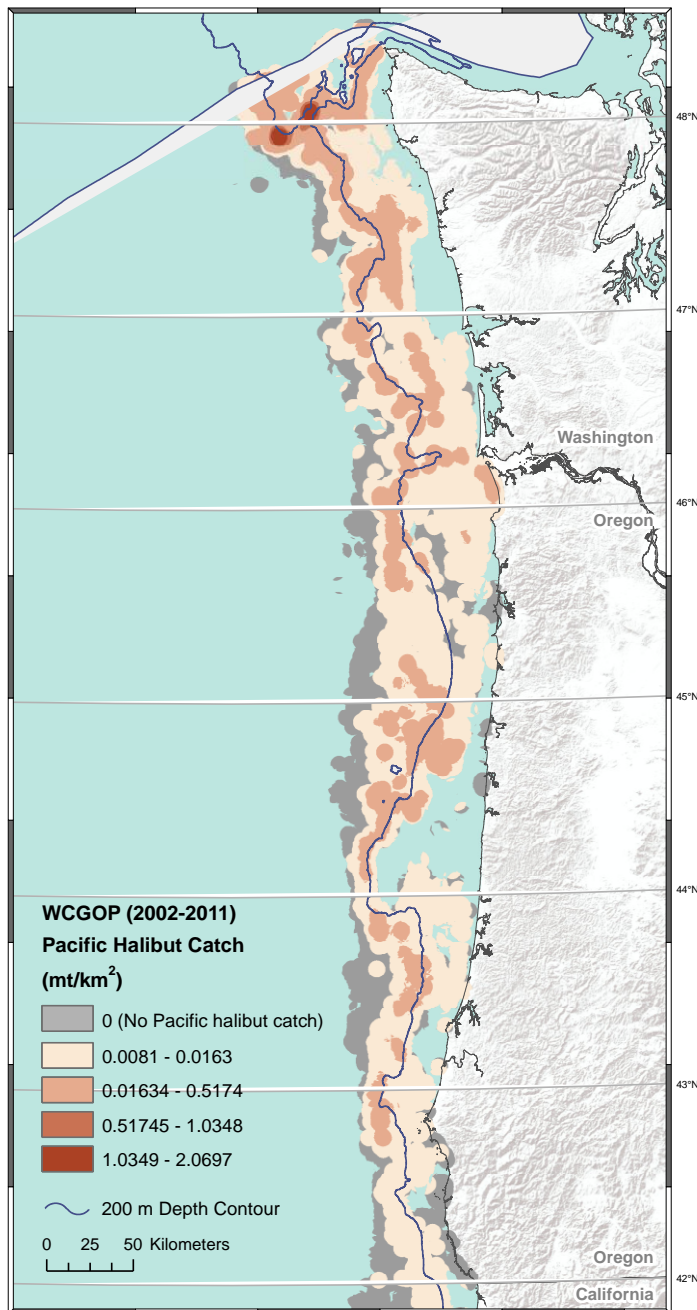 48°N
47°N
Washington
46°N
Oregon
45°N
44°N
WCGOP (2002-2011)
Pacific Halibut Catch
(mt/km²)
0 (No Pacific halibut catch)
0.0081 - 0.0163
43°N
0.01634 - 0.5174
0.51745 - 1.0348
1.0349 - 2.0697
200 m Depth Contour
0 25 50 Kilometers
Oregon
42°N
California